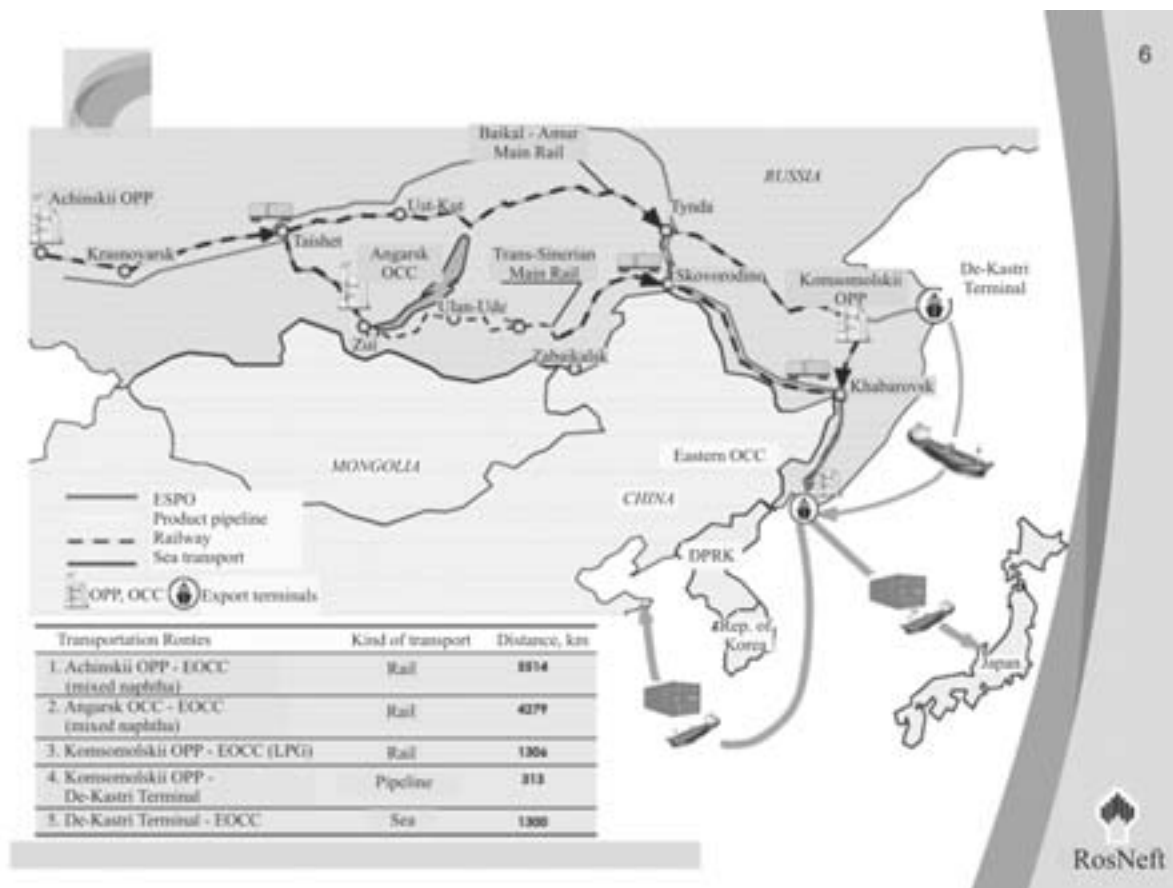 6
Baikal - Amur
Main Rail
RUSSIA
Achinskii OPP
Ust-Kut
Tynda
Taishet
Krasnoyarsk
Angarsk
OCC
Trans-Sinerian
Main Rail
Skovorodino
Komsomolskii
OPP
De-Kastri
Terminal
Ulan-Ude
Zui
Zabaikalsk
Khabarovsk
MONGOLIA
Eastern OCC
CHINA
ESPO
Product pipeline
Railway
Sea transport
DPRK
OPP, OCC
Export terminals
Rep. of
Korea
Japan
Transportation Rontes Kind of transport Distance, km
1. Achinskii OPP - EOCC
(mixed naphtha) Rail 5514
2. Angarsk OCC - EOCC
(mixed naphtha) Rail 4279
3. Komsomolskii OPP - EOCC (LPG) Rail 1306
4. Komsomolskii OPP -
De-Kastri Terminal Pipeline 313
5. De-Kastri Terminal - EOCC Sea 1300
RosNeft